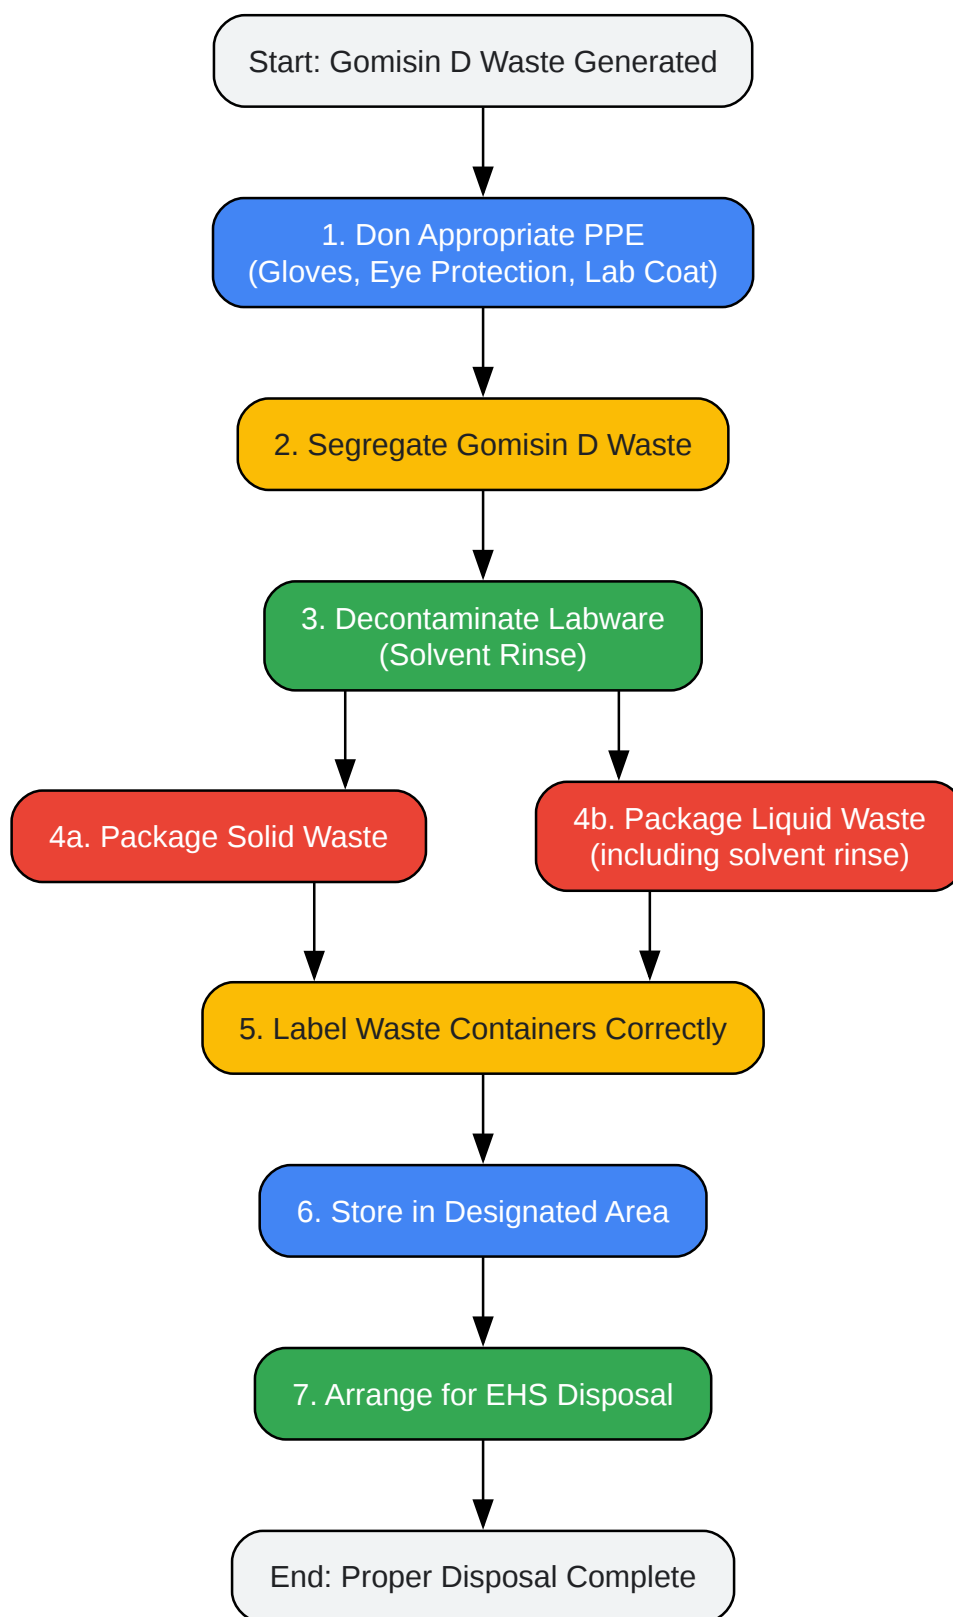 Start: Gomisin D Waste Generated
1. Don Appropriate PPE
(Gloves, Eye Protection, Lab Coat)
2. Segregate Gomisin D Waste
3. Decontaminate Labware
(Solvent Rinse)
4a. Package Solid Waste
4b. Package Liquid Waste
(including solvent rinse)
5. Label Waste Containers Correctly
6. Store in Designated Area
7. Arrange for EHS Disposal
End: Proper Disposal Complete